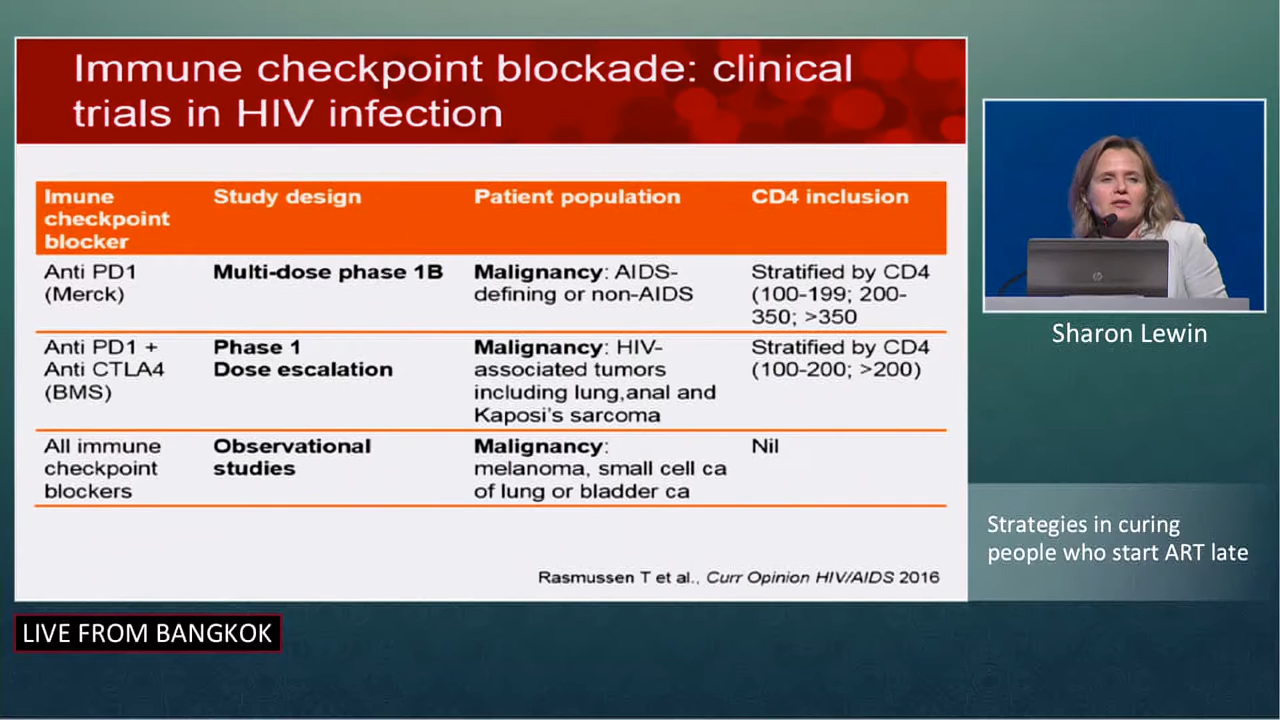 Immune checkpoint blockade: clinical
trials in HIV infection
Imune
checkpoint
blocker
Study design
Patient population
CD4 inclusion
Anti PD1
(Merck)
Multi-dose phase 1B
Malignancy: AIDS-
defining or non-AIDS
Stratified by CD4
(100-199; 200-
350; >350
Anti PD1 +
Anti CTLA4
(BMS)
Phase 1
Dose escalation
Malignancy: HIV-
associated tumors
including lung,anal and
Kaposi's sarcoma
Stratified by CD4
(100-200; >200)
All immune
checkpoint
blockers
Observational
studies
Malignancy:
melanoma, small cell ca
of lung or bladder ca
Nil
Rasmussen T et al., Curr Opinion HIV/AIDS 2016
hp
Sharon Lewin
Strategies in curing
people who start ART late
LIVE FROM BANGKOK